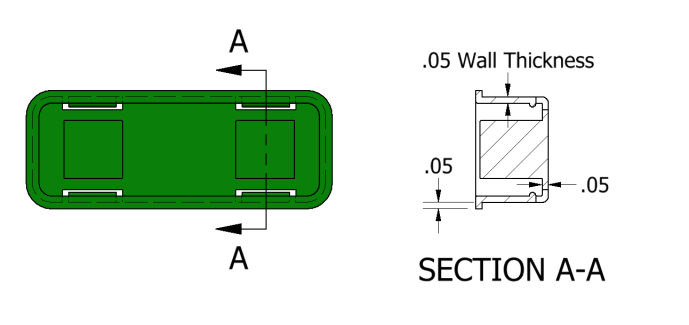 A
A
.05 Wall Thickness
.05
.05
SECTION A-A